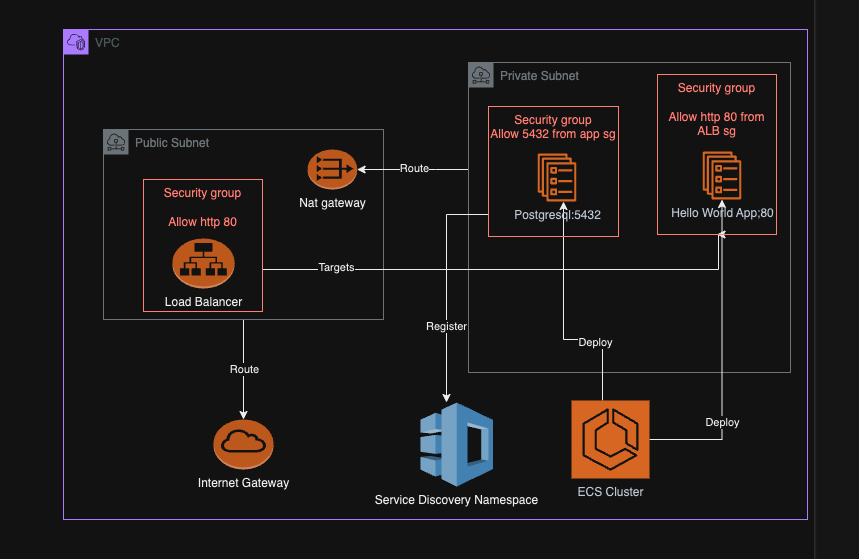 VPC
Private Subnet
Security group
Allow http 80 from
ALB sg
Hello World App;80
Security group
Allow 5432 from app sg
Postgresql:5432
Public Subnet
Security group
Allow http 80
Load Balancer
Route
Nat gateway
Targets
Register
Deploy
Route
Deploy
Internet Gateway
Service Discovery Namespace
ECS Cluster